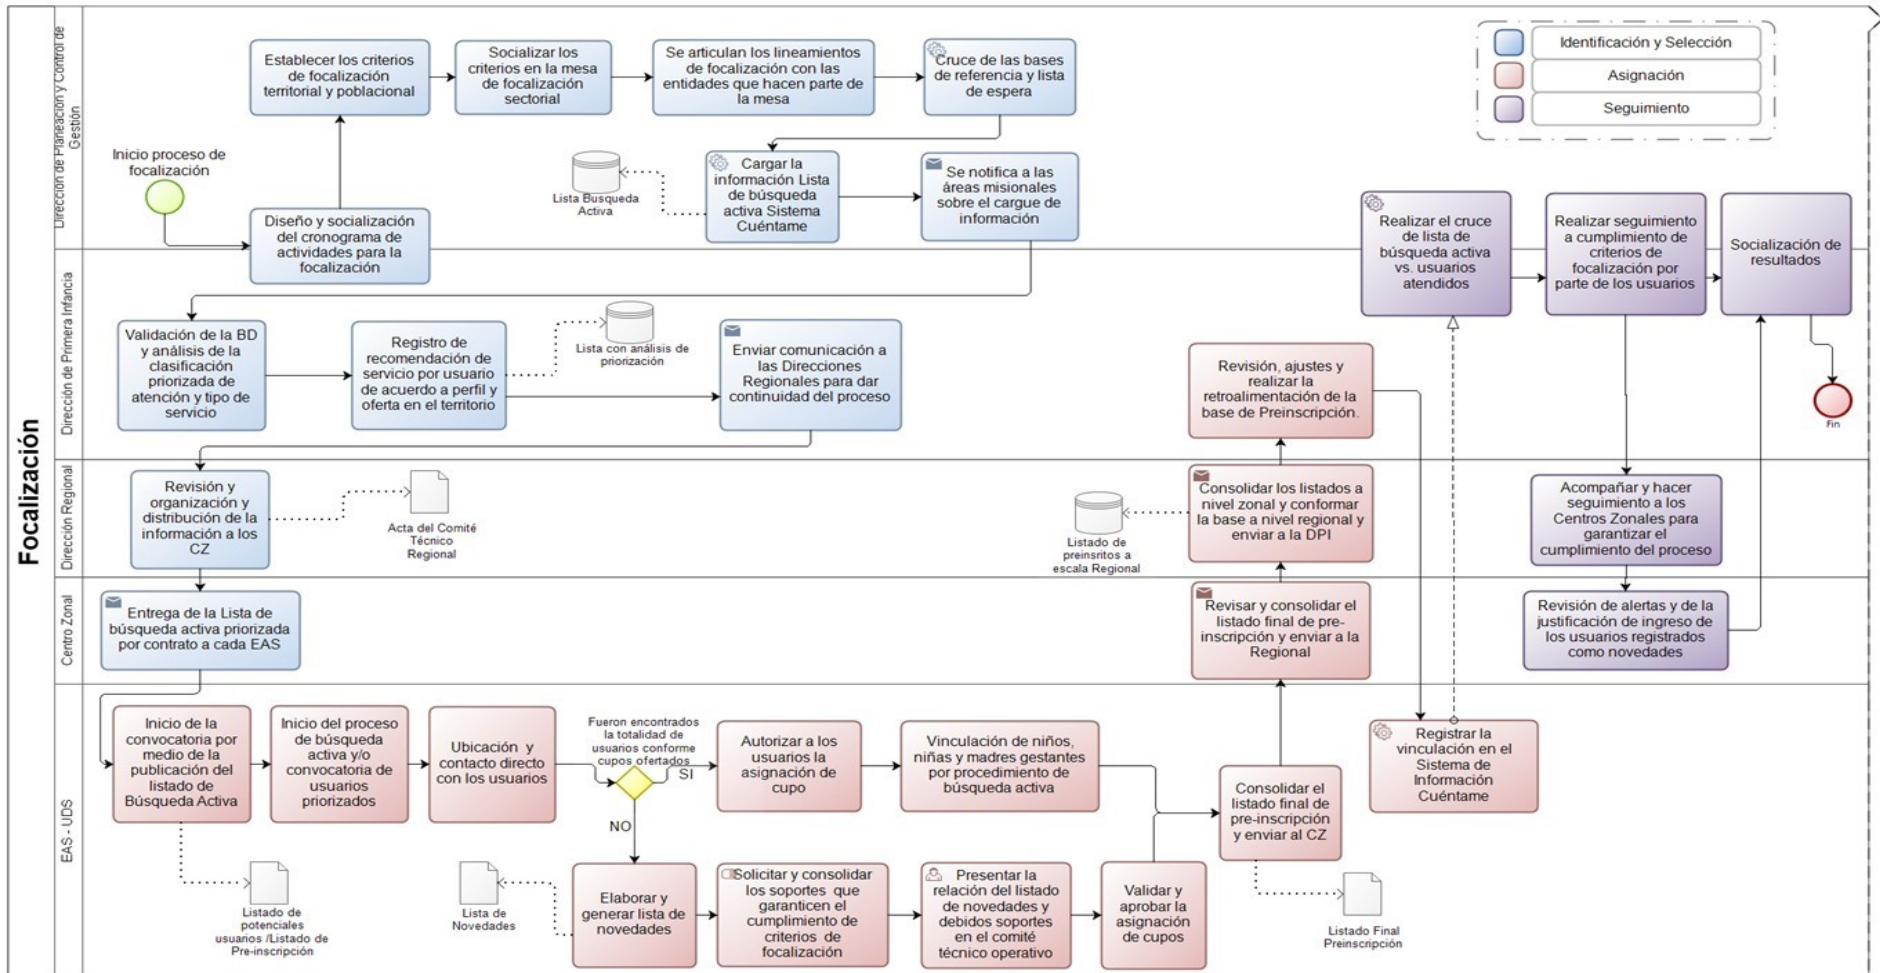 Focalización
Dirección de Planeación y Control de
Gestión
Inicio proceso de
focalización
Diseño y socialización
del cronograma de
actividades para la
focalización
Establecer los criterios
de focalización
territorial y poblacional
Socializar los
criterios en la mesa
de focalización
sectorial
Se articulan los lineamientos
de focalización con las
entidades que hacen parte de
la mesa
Cruce de las bases
de referencia y lista
de espera
Lista Busqueda
Activa
Cargar la
información Lista
de búsqueda
activa Sistema
Cuéntame
Se notifica a las
áreas misionales
sobre el cargue de
información
Identificación y Selección
Asignación
Seguimiento
Realizar el cruce
de lista de
búsqueda activa
vs. usuarios
atendidos
Realizar seguimiento
a cumplimiento de
criterios de
focalización por
parte de los usuarios
Socialización de
resultados
Fin
Dirección de Primera Infancia
Validación de la BD
y análisis de la
clasificación
priorizada de
atención y tipo de
servicio
Registro de
recomendación de
servicio por usuario
de acuerdo a perfil y
oferta en el territorio
Lista con análisis de
priorización
Enviar comunicación a
las Direcciones
Regionales para dar
continuidad del proceso
Revisión, ajustes y
realizar la
retroalimentación de la
base de Preinscripción.
Dirección Regional
Revisión y
organización y
distribución de la
información a los
CZ
Acta del Comité
Técnico
Regional
Listado de
preinsritos a
escala Regional
Consolidar los listados a
nivel zonal y conformar
la base a nivel regional y
enviar a la DPI
Acompañar y hacer
seguimiento a los
Centros Zonales para
garantizar el
cumplimiento del proceso
Centro Zonal
Entrega de la Lista de
búsqueda activa priorizada
por contrato a cada EAS
Revisar y consolidar el
listado final de pre-
inscripción y enviar a la
Regional
Revisión de alertas y de la
justificación de ingreso de
los usuarios registrados
como novedades
EAS - UDS
Inicio de la
convocatoria por
medio de la
publicación del
listado de
Búsqueda Activa
Inicio del proceso
de búsqueda
activa y/o
convocatoria de
usuarios
priorizados
Ubicación y
contacto directo
con los usuarios
Fueron encontrados
la totalidad de
usuarios conforme
cupos ofertados
SI
NO
Autorizar a los
usuarios la
asignación de
cupo
Vinculación de niños,
niñas y madres gestantes
por procedimiento de
búsqueda activa
Consolidar el
listado final de
pre-inscripción
y enviar al CZ
Registrar la
vinculación en el
Sistema de
Información
Cuéntame
Listado de
potenciales
usuarios /Listado de
Pre-inscripción
Lista de
Novedades
Elaborar y
generar lista de
novedades
Solicitar y consolidar
los soportes que
garanticen el
cumplimiento de
criterios de
focalización
Presentar la
relación del listado
de novedades y
debidos soportes
en el comité
técnico operativo
Validar y
aprobar la
asignación
de cupos
Listado Final
Preinscripción